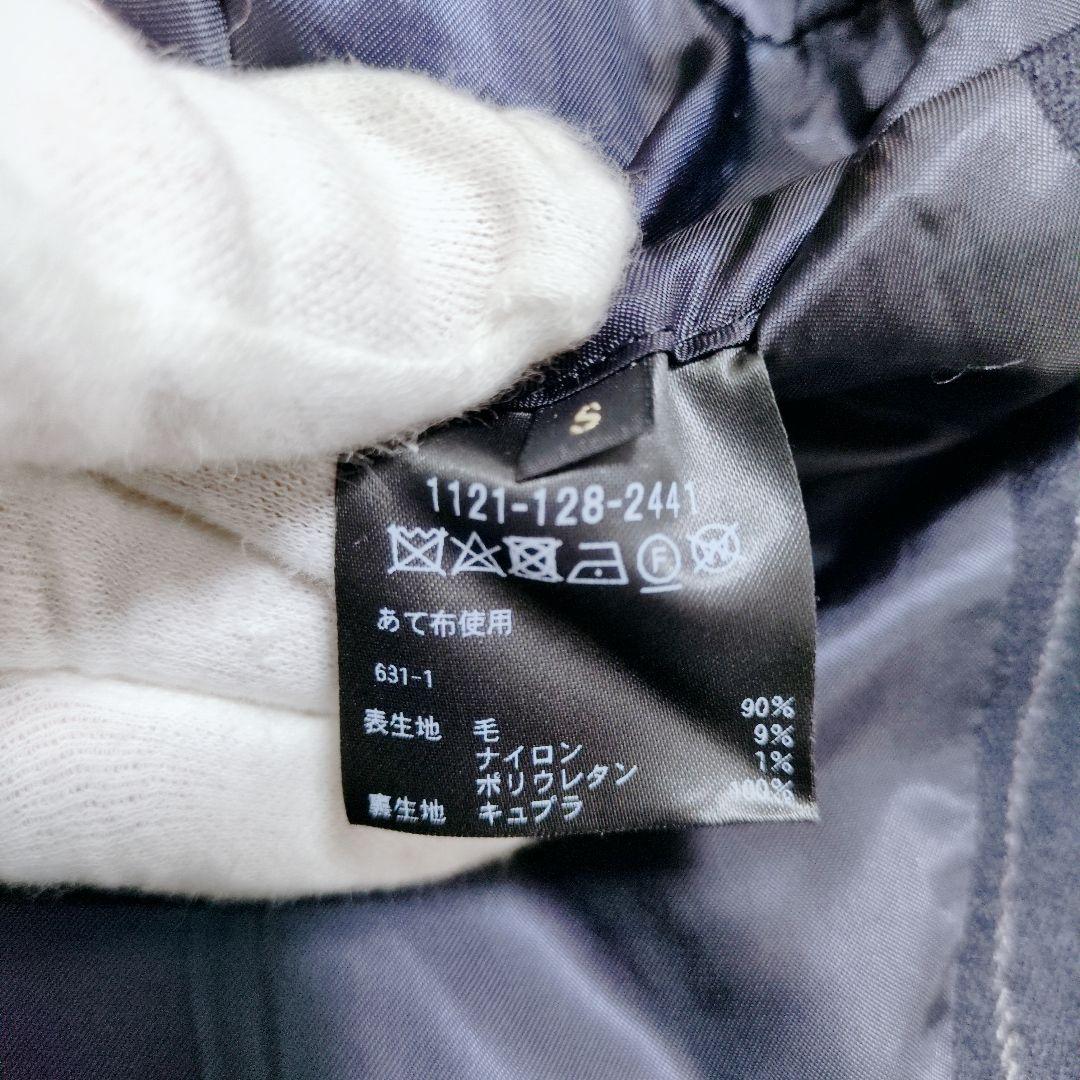 S
1121-128-2441
F W
あて布使用
631-1
表生地 毛 90%
ナイロン 9%
ポリウレタン 1%
裏生地 キュプラ 100%